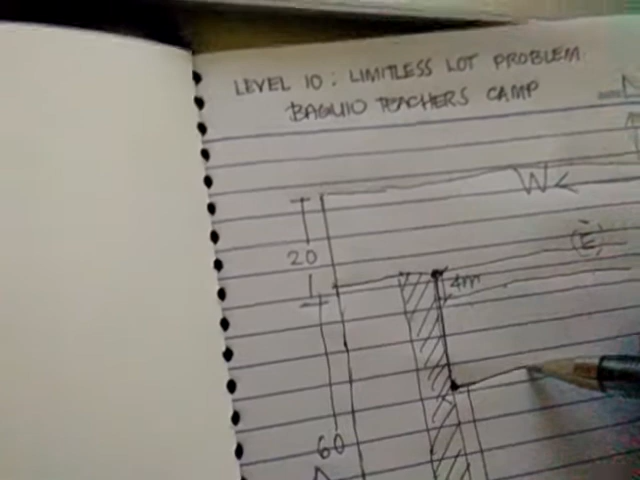 LEVEL 10: LIMITLESS LOT PROBLEM
BAGUIO TEACHERS CAMP
N
W
20
(E)
4m
60